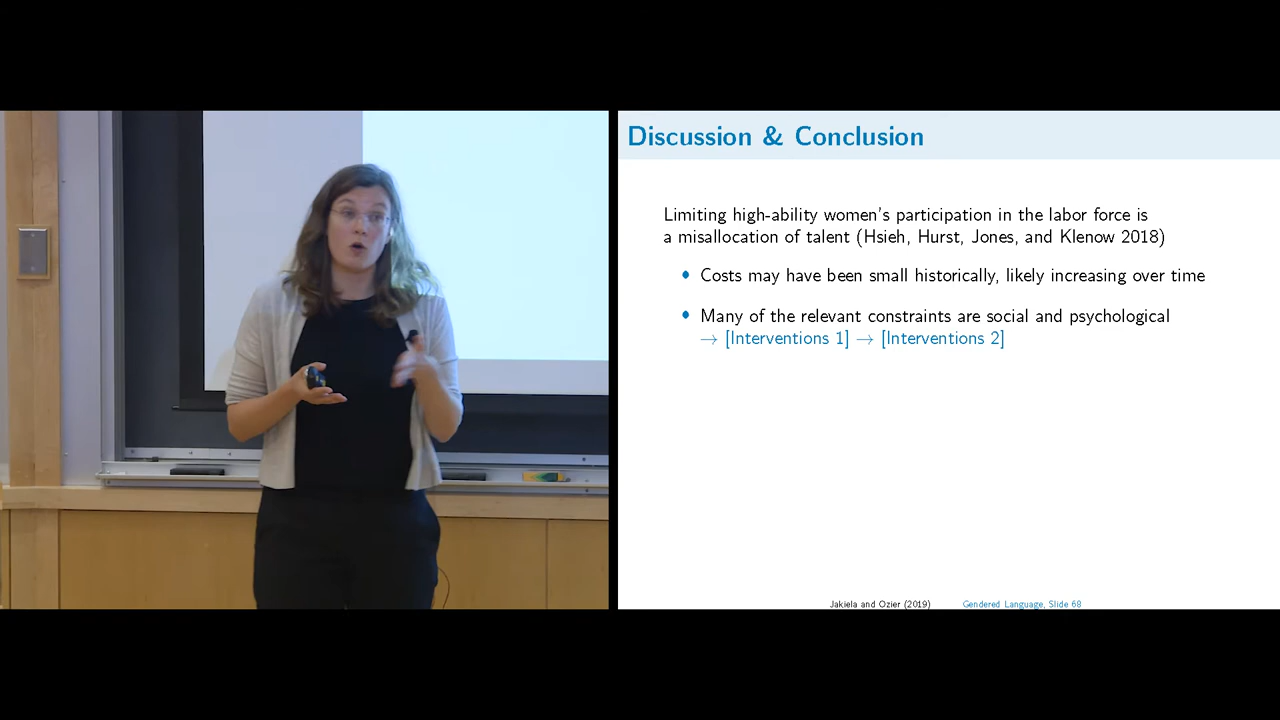 Discussion & Conclusion
Limiting high-ability women's participation in the labor force is
a misallocation of talent (Hsieh, Hurst, Jones, and Klenow 2018)
• Costs may have been small historically, likely increasing over time
• Many of the relevant constraints are social and psychological
→ [Interventions 1] → [Interventions 2]
Jakiela and Ozier (2019) Gendered Language, Slide 68